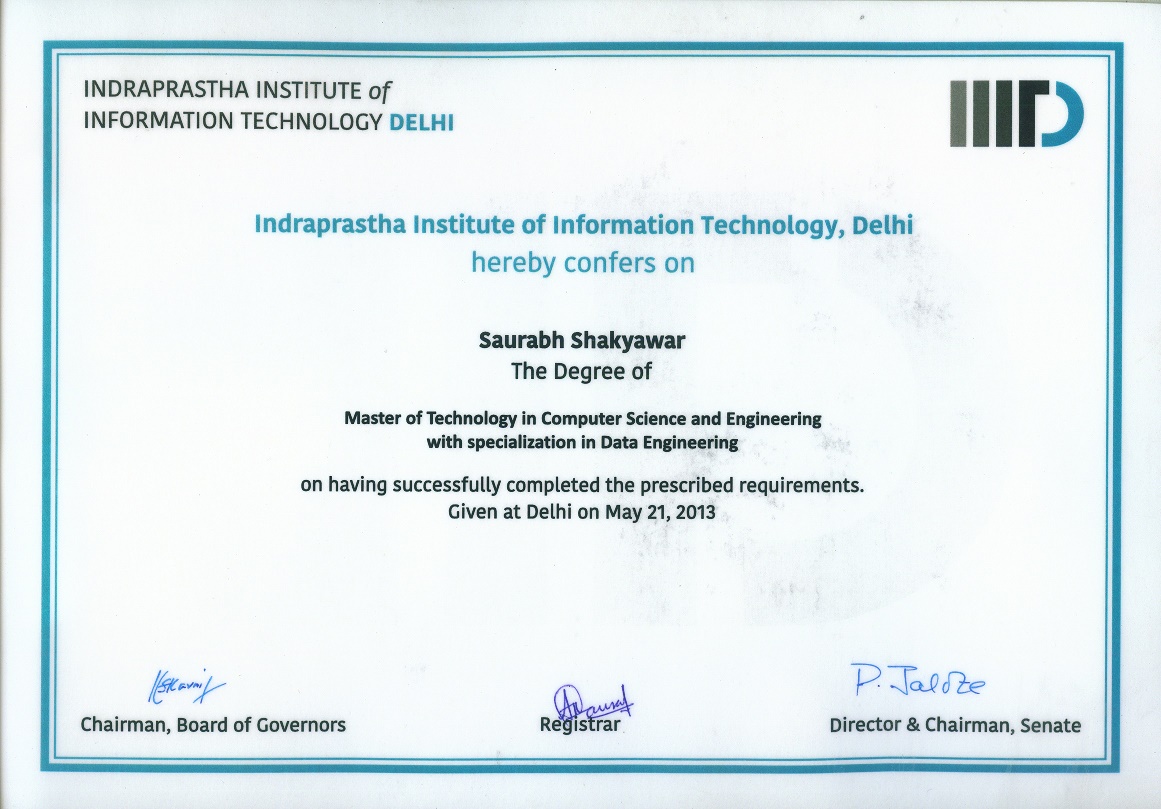 INDRAPRASTHA INSTITUTE of
INFORMATION TECHNOLOGY DELHI
IIITD
Indraprastha Institute of Information Technology, Delhi
hereby confers on
Saurabh Shakyawar
The Degree of
Master of Technology in Computer Science and Engineering
with specialization in Data Engineering
on having successfully completed the prescribed requirements.
Given at Delhi on May 21, 2013
P. Jalote
Chairman, Board of Governors
Registrar
Director & Chairman, Senate